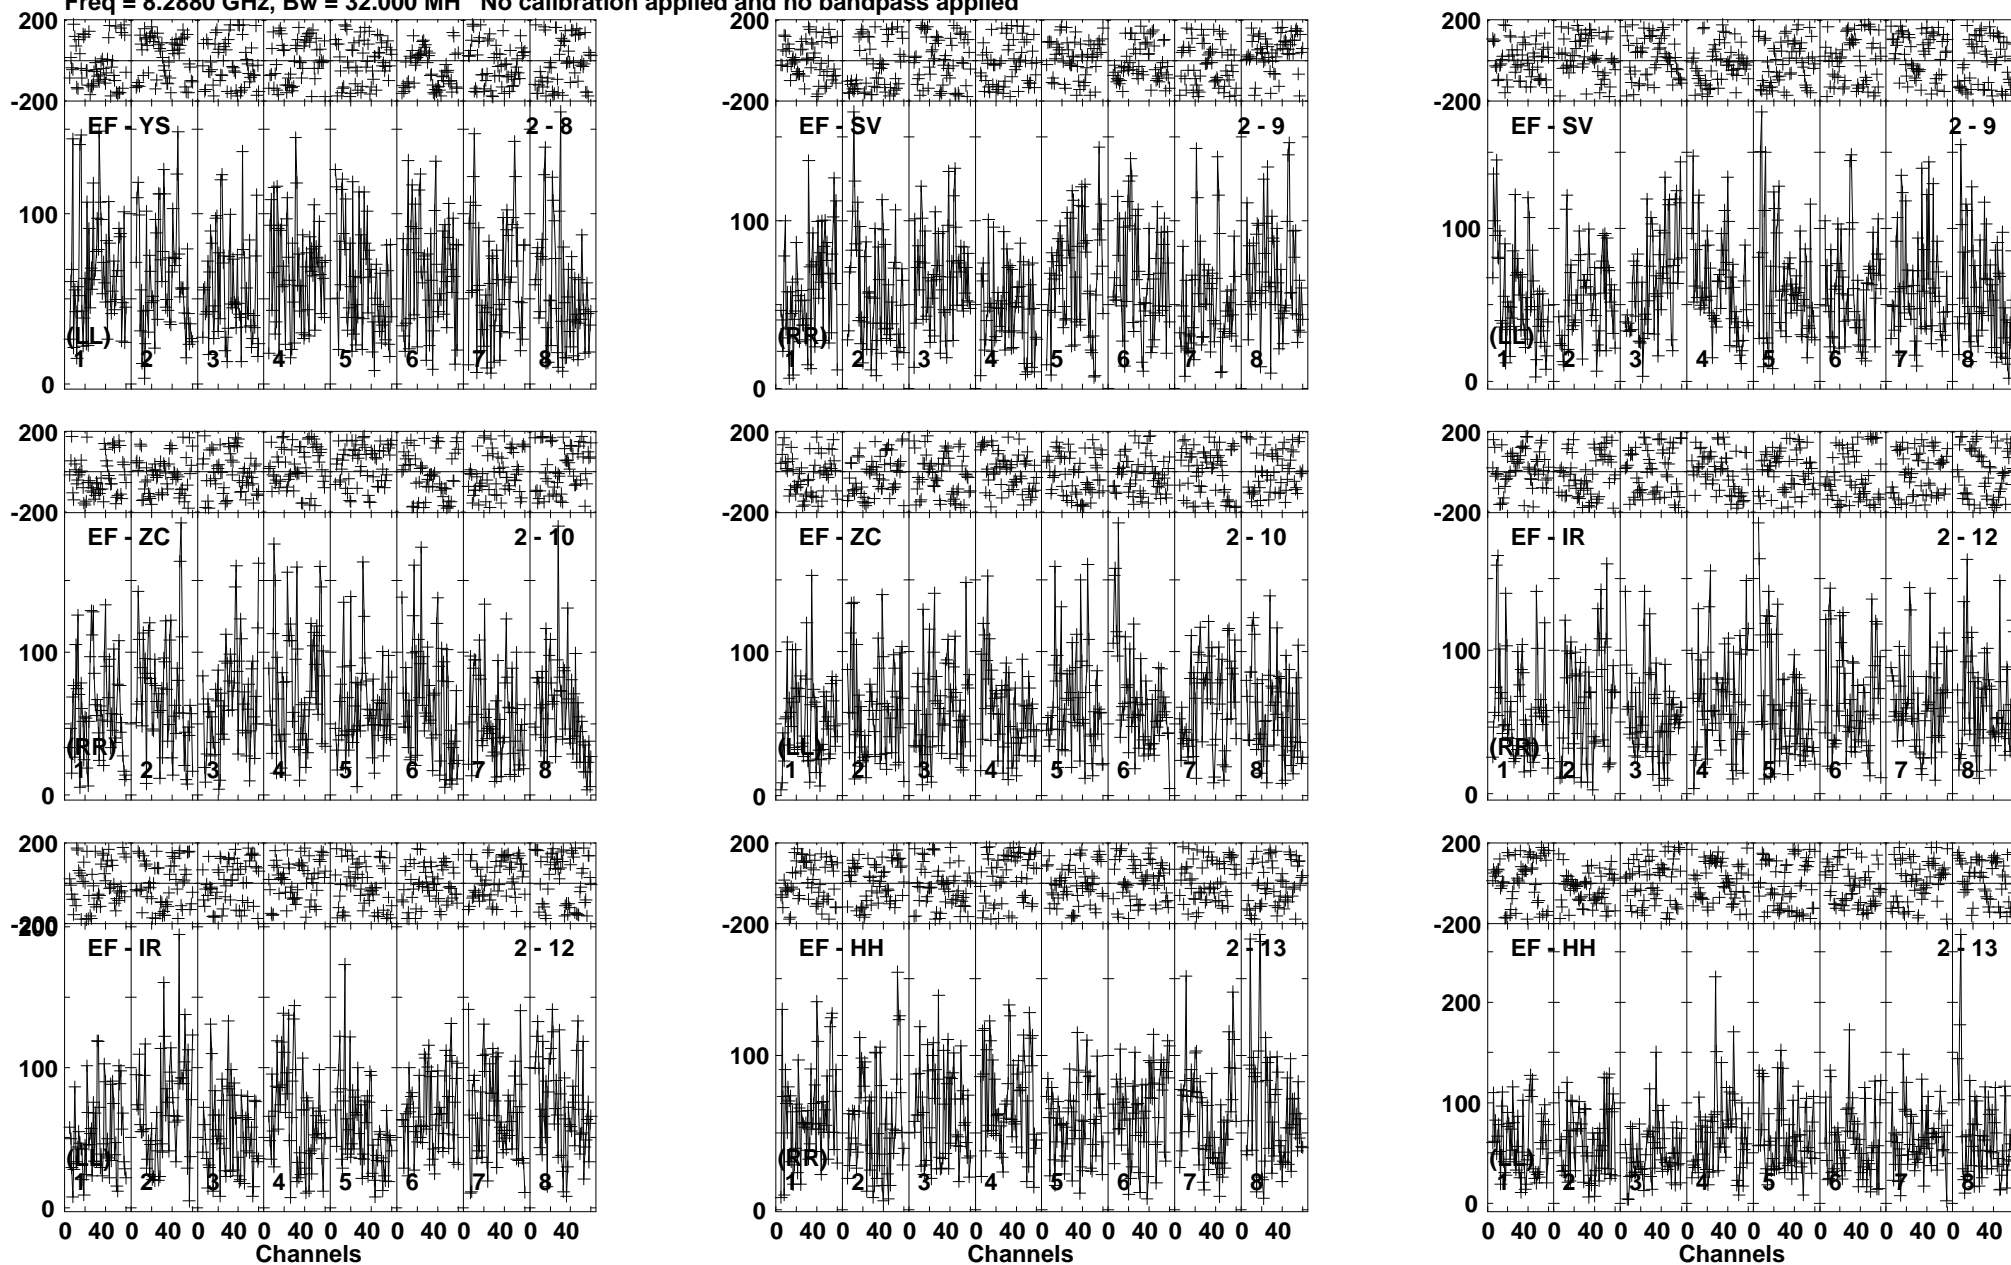 Freq = 8.2880 GHz, Bw = 32.000 MH No calibration applied and no bandpass applied
200 200 200
-200 -200 -200
EF - YS 2 - 8 EF - SV 2 - 9 EF - SV 2 - 9
100 100 100
(LL) (RR) (LL)
1 2 3 4 5 6 7 8 1 2 3 4 5 6 7 8 1 2 3 4 5 6 7 8
0 0 0
200 200 200
-200 -200 -200
EF - ZC 2 - 10 EF - ZC 2 - 10 EF - IR 2 - 12
100 100 100
(RR) (LL) (RR)
1 2 3 4 5 6 7 8 1 2 3 4 5 6 7 8 1 2 3 4 5 6 7 8
0 0 0
200 200 200
-200 -200 -200
200
EF - IR 2 - 12 EF - HH 2 - 13 EF - HH 2 - 13
200
100 100 100
(LL) (RR) (LL)
1 2 3 4 5 6 7 8 1 2 3 4 5 6 7 8 1 2 3 4 5 6 7 8
0 0 0
0 40 0 40 0 40 0 40 0 40 0 40 0 40 0 40 0 40 0 40 0 40 0 40 0 40 0 40 0 40 0 40 0 40 0 40 0 40 0 40 0 40 0 40 0 40 0 40
Channels Channels Channels